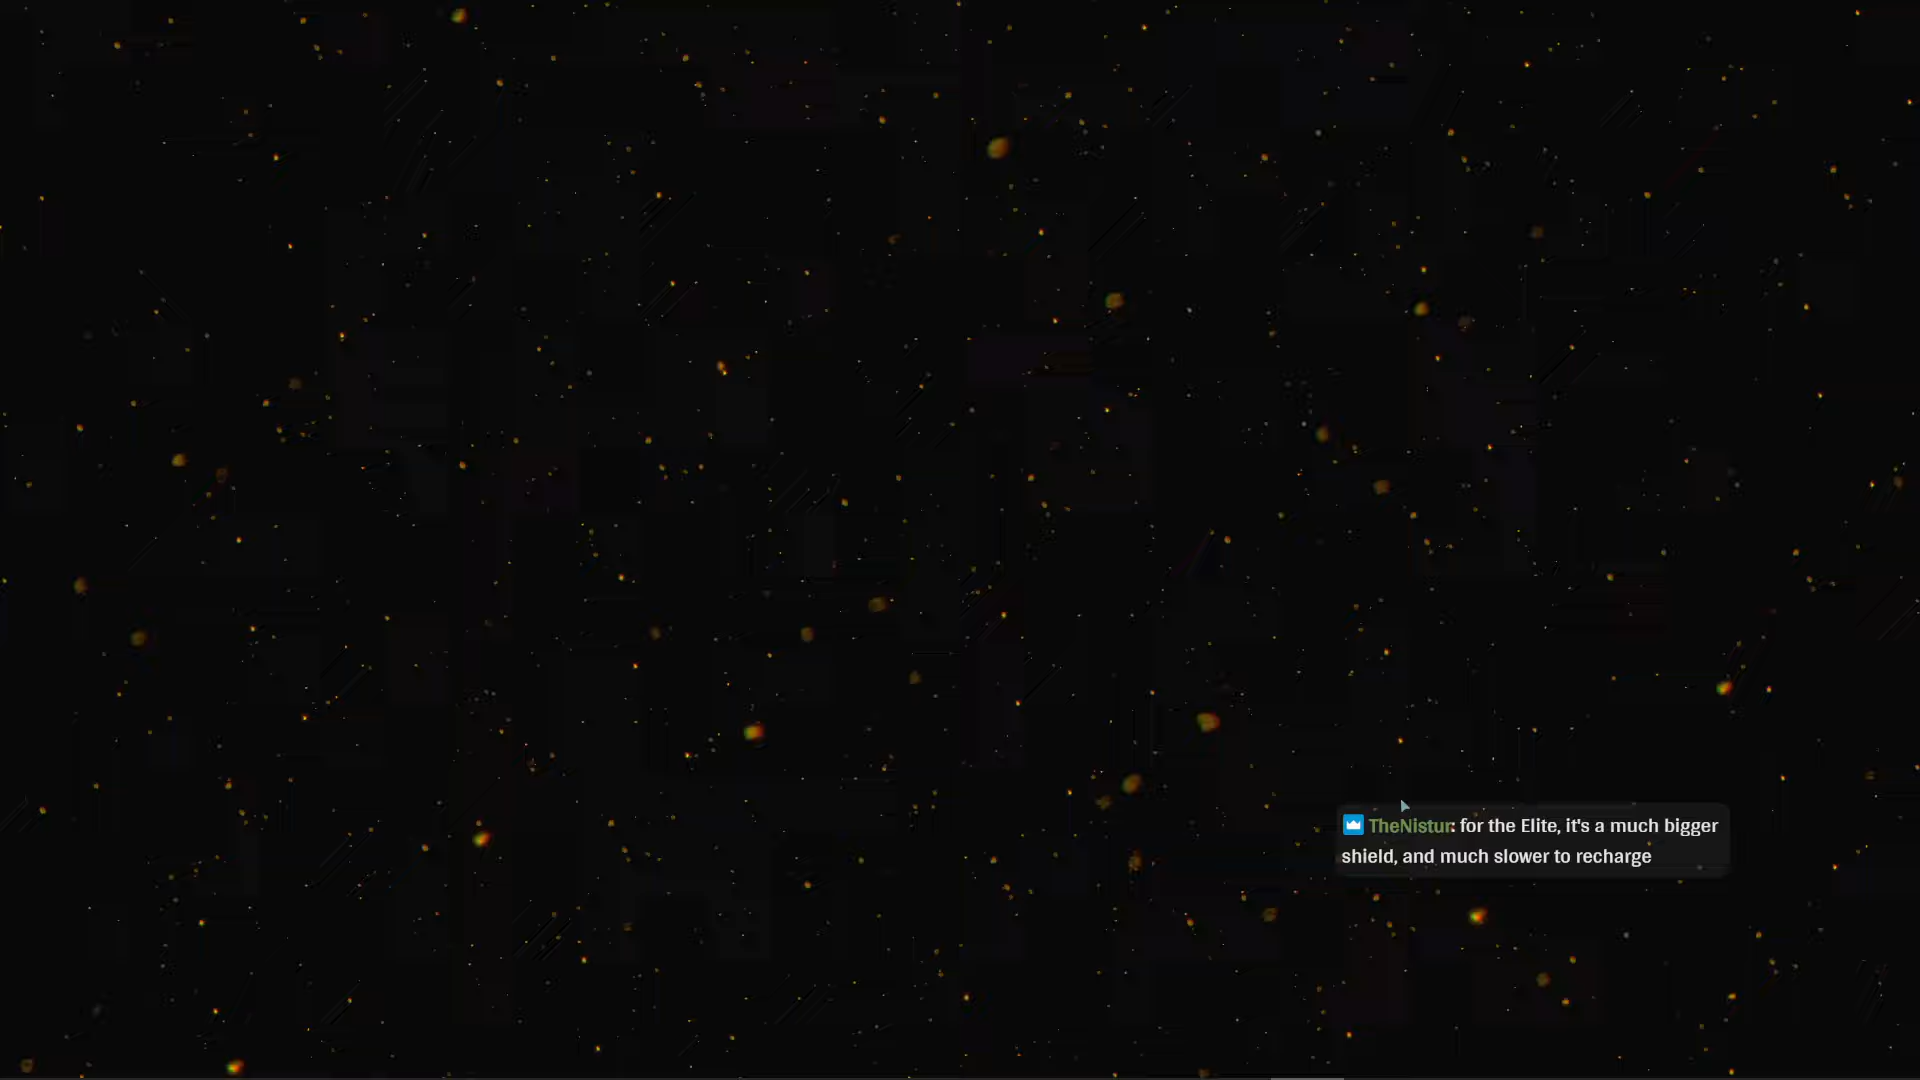 TheNistur: for the Elite, it's a much bigger
shield, and much slower to recharge